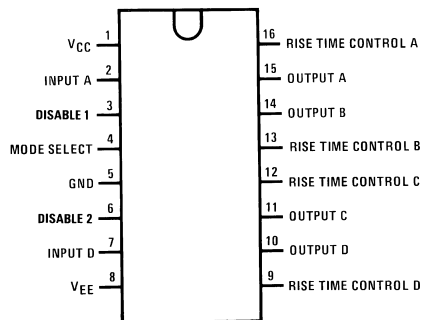 V_CC 1
INPUT A 2
DISABLE 1 3
MODE SELECT 4
GND 5
DISABLE 2 6
INPUT D 7
V_EE 8
16 RISE TIME CONTROL A
15 OUTPUT A
14 OUTPUT B
13 RISE TIME CONTROL B
12 RISE TIME CONTROL C
11 OUTPUT C
10 OUTPUT D
9 RISE TIME CONTROL D